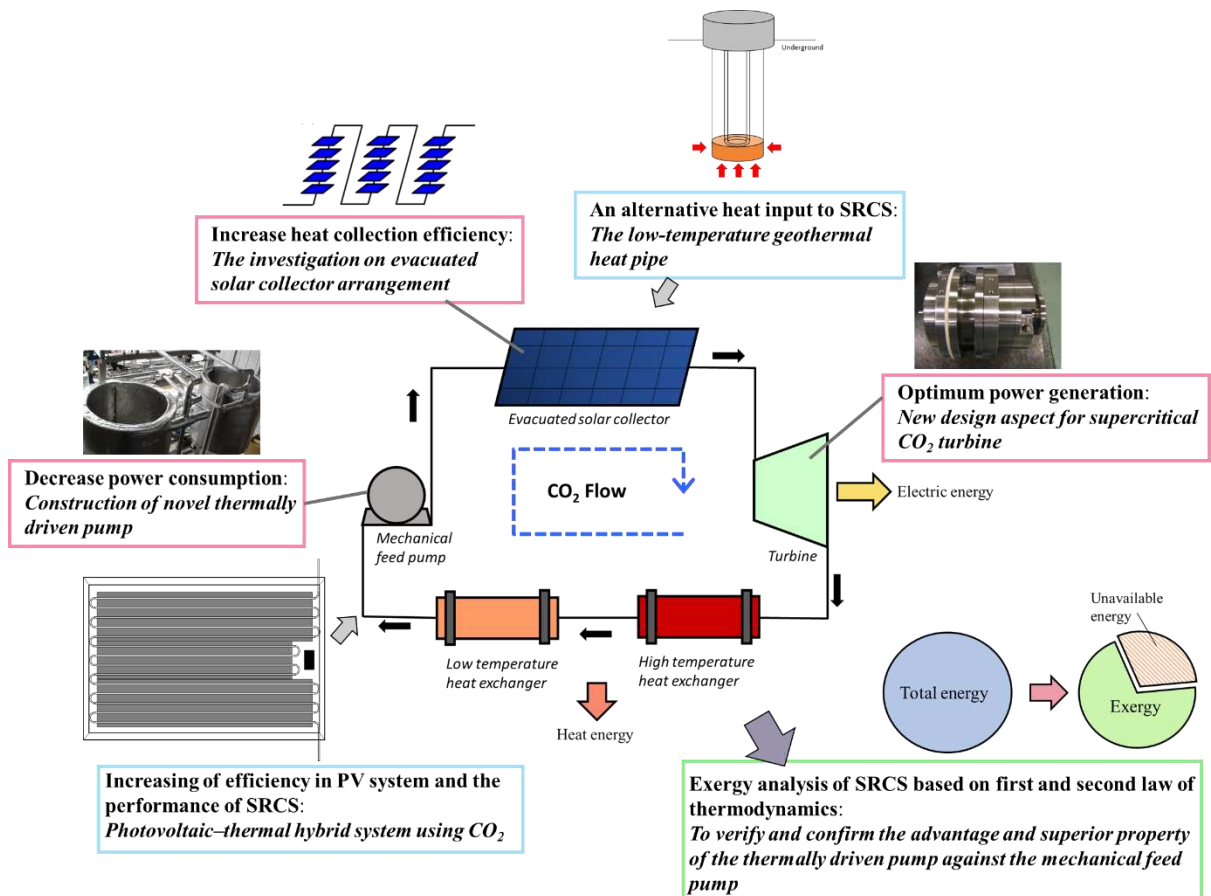 Underground
An alternative heat input to SRCS:
The low-temperature geothermal
heat pipe
Increase heat collection efficiency:
The investigation on evacuated
solar collector arrangement
Optimum power generation:
New design aspect for supercritical
CO₂ turbine
Evacuated solar collector
Decrease power consumption:
Construction of novel thermally
driven pump
CO₂ Flow
Electric energy
Mechanical
feed pump
Turbine
Low temperature
heat exchanger
High temperature
heat exchanger
Heat energy
Unavailable
energy
Total energy
Exergy
Increasing of efficiency in PV system and the
performance of SRCS:
Photovoltaic–thermal hybrid system using CO₂
Exergy analysis of SRCS based on first and second law of
thermodynamics:
To verify and confirm the advantage and superior property
of the thermally driven pump against the mechanical feed
pump